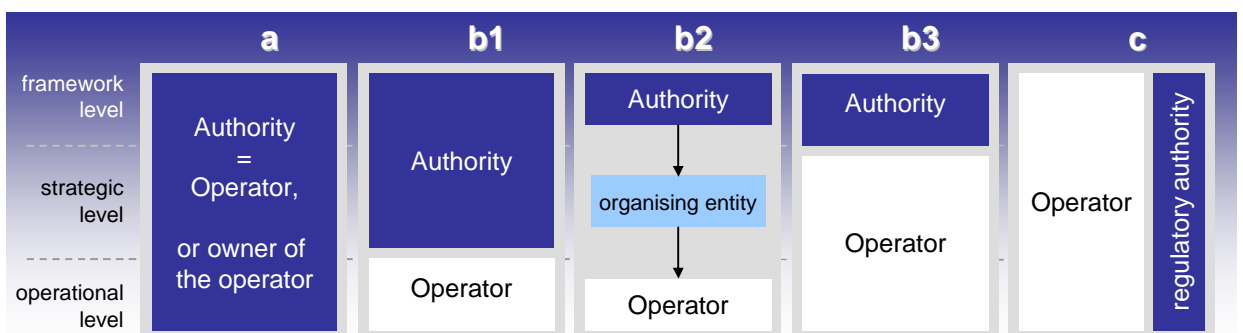 a
b1
b2
b3
c
framework
level
strategic
level
operational
level
Authority
=
Operator,
or owner of
the operator
Authority
Operator
Authority
organising entity
Operator
Authority
Operator
Operator
regulatory authority